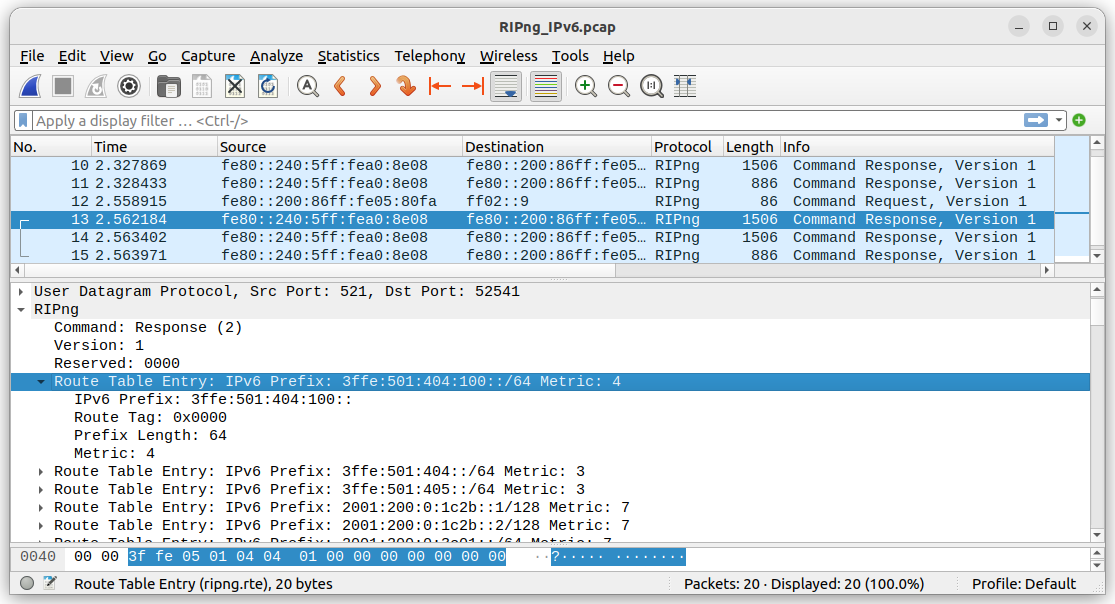 RIPng_IPv6.pcap
File Edit View Go Capture Analyze Statistics Telephony Wireless Tools Help
Apply a display filter … <Ctrl-/>
No. Time Source Destination Protocol Length Info
10 2.327869 fe80::240:5ff:fea0:8e08 fe80::200:86ff:fe05… RIPng 1506 Command Response, Version 1
11 2.328433 fe80::240:5ff:fea0:8e08 fe80::200:86ff:fe05… RIPng 886 Command Response, Version 1
12 2.558915 fe80::200:86ff:fe05:80fa ff02::9 RIPng 86 Command Request, Version 1
13 2.562184 fe80::240:5ff:fea0:8e08 fe80::200:86ff:fe05… RIPng 1506 Command Response, Version 1
14 2.563402 fe80::240:5ff:fea0:8e08 fe80::200:86ff:fe05… RIPng 1506 Command Response, Version 1
15 2.563971 fe80::240:5ff:fea0:8e08 fe80::200:86ff:fe05… RIPng 886 Command Response, Version 1
User Datagram Protocol, Src Port: 521, Dst Port: 52541
RIPng
Command: Response (2)
Version: 1
Reserved: 0000
Route Table Entry: IPv6 Prefix: 3ffe:501:404:100::/64 Metric: 4
IPv6 Prefix: 3ffe:501:404:100::
Route Tag: 0x0000
Prefix Length: 64
Metric: 4
Route Table Entry: IPv6 Prefix: 3ffe:501:404::/64 Metric: 3
Route Table Entry: IPv6 Prefix: 3ffe:501:405::/64 Metric: 3
Route Table Entry: IPv6 Prefix: 2001:200:0:1c2b::1/128 Metric: 7
Route Table Entry: IPv6 Prefix: 2001:200:0:1c2b::2/128 Metric: 7
0040 00 00 3f fe 05 01 04 04 01 00 00 00 00 00 00 00 ··?····· ········
Route Table Entry (ripng.rte), 20 bytes Packets: 20 · Displayed: 20 (100.0%) Profile: Default